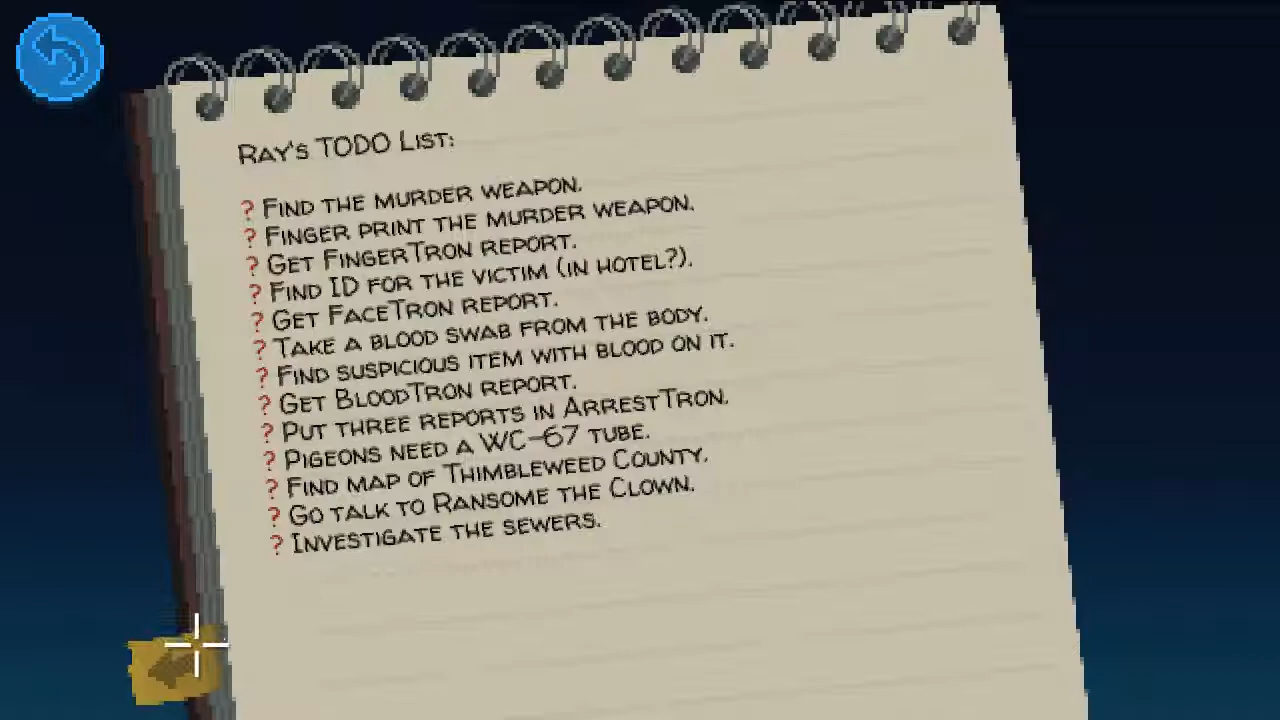 Ray's TODO List:
? Find the murder weapon.
? Finger print the murder weapon.
? Get FingerTron report.
? Find ID for the victim (in hotel?).
? Get FaceTron report.
? Take a blood swab from the body.
? Find suspicious item with blood on it.
? Get BloodTron report.
? Put three reports in ArrestTron.
? Pigeons need a WC-67 tube.
? Find map of Thimbleweed County.
? Go talk to Ransome the Clown.
? Investigate the sewers.